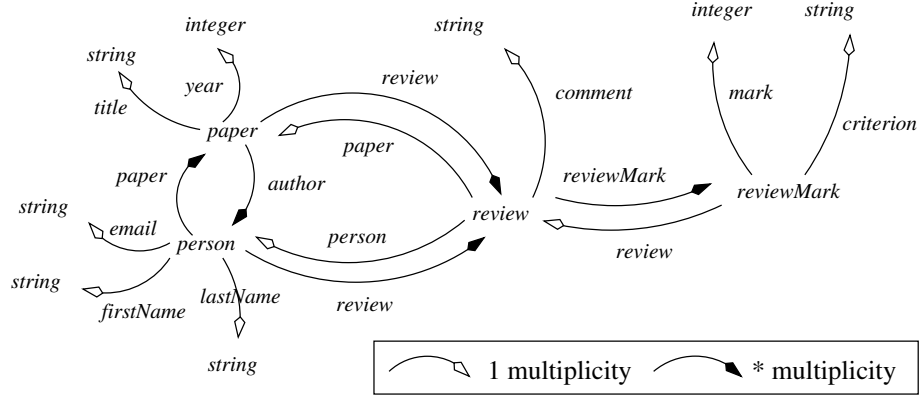 integer
string
string
integer
string
review
year
title
comment
mark
criterion
paper
paper
paper
author
reviewMark
reviewMark
string
email
review
person
person
review
string
firstName
lastName
review
string
1 multiplicity
* multiplicity